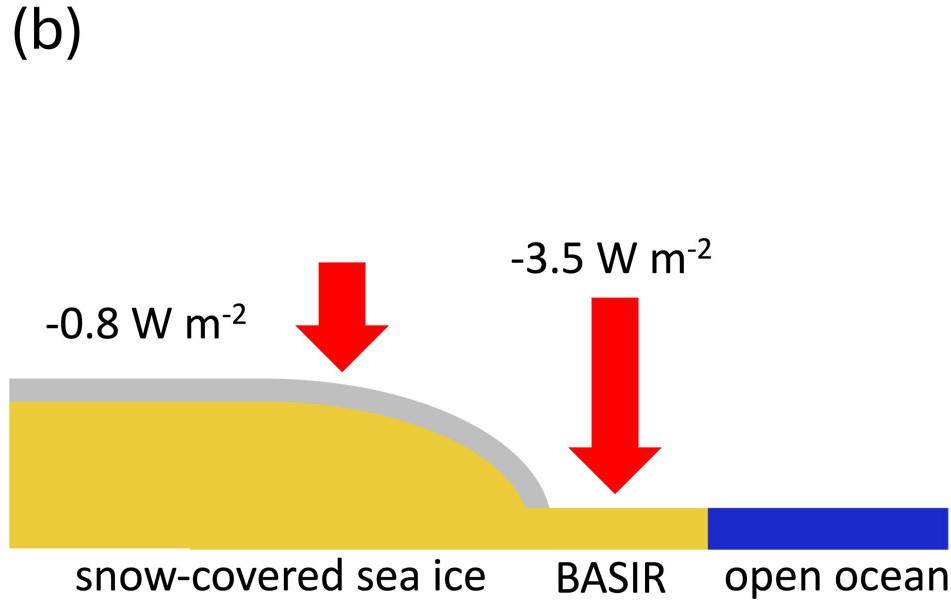 (b)
-3.5 W m⁻²
-0.8 W m⁻²
snow-covered sea ice BASIR open ocean